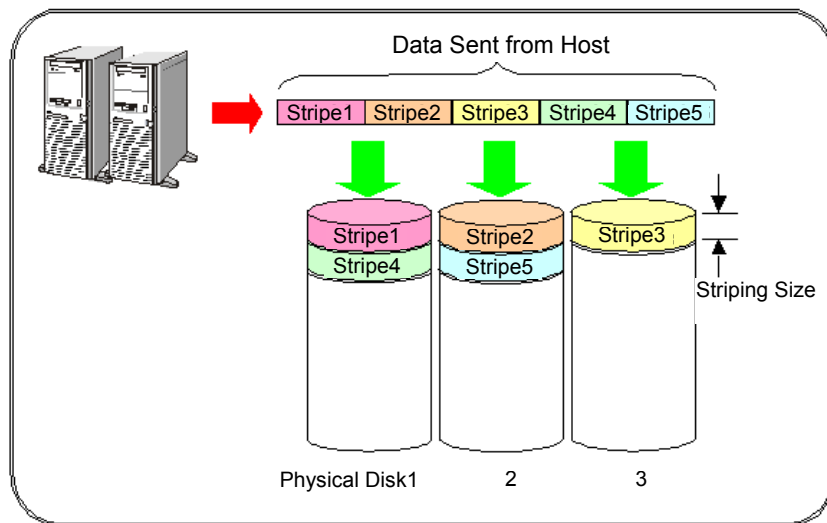 Data Sent from Host
Stripe1 Stripe2 Stripe3 Stripe4 Stripe5
Stripe1 Stripe2 Stripe3
Stripe4 Stripe5
Striping Size
Physical Disk1 2 3